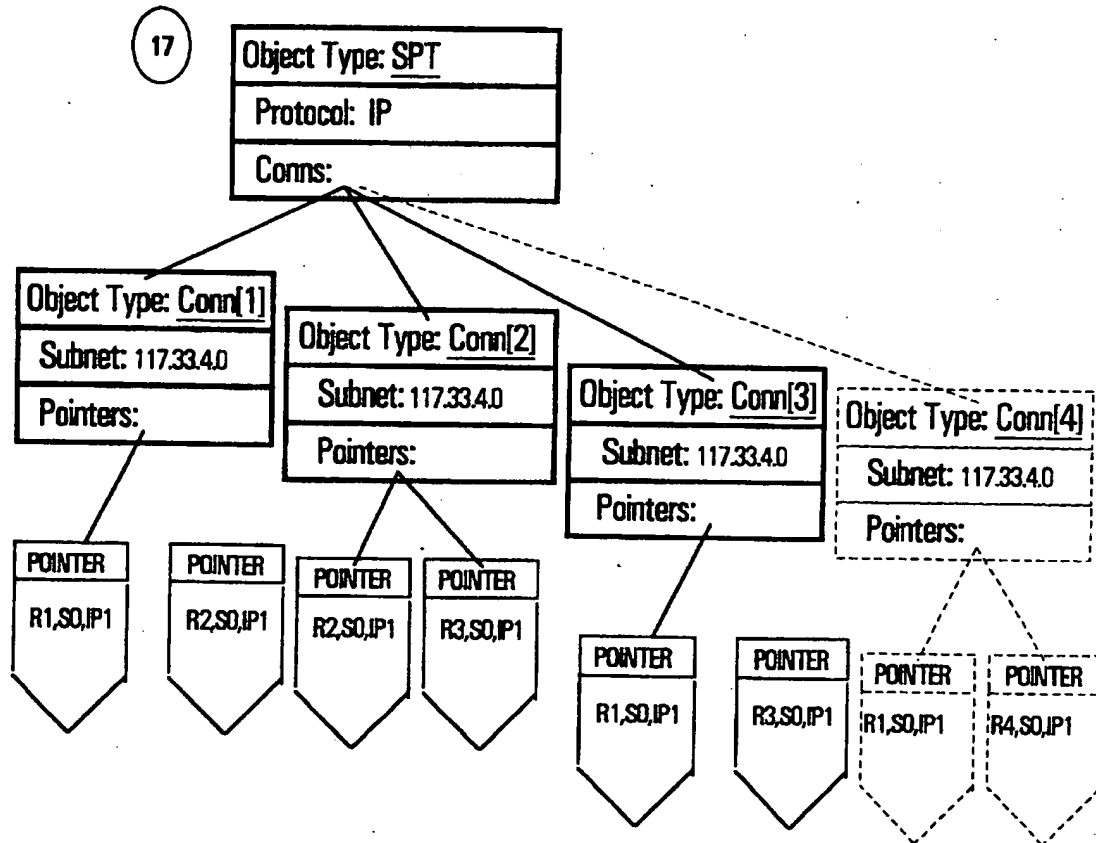 17
Object Type: SPT
Protocol: IP
Conns:
Object Type: Conn[1]
Subnet: 117.33.4.0
Pointers:
Object Type: Conn[2]
Subnet: 117.33.4.0
Pointers:
Object Type: Conn[3]
Subnet: 117.33.4.0
Pointers:
Object Type: Conn[4]
Subnet: 117.33.4.0
Pointers:
POINTER
R1,S0,IP1
POINTER
R2,S0,IP1
POINTER
R2,S0,IP1
POINTER
R3,S0,IP1
POINTER
R1,S0,IP1
POINTER
R3,S0,IP1
POINTER
R1,S0,IP1
POINTER
R4,S0,IP1